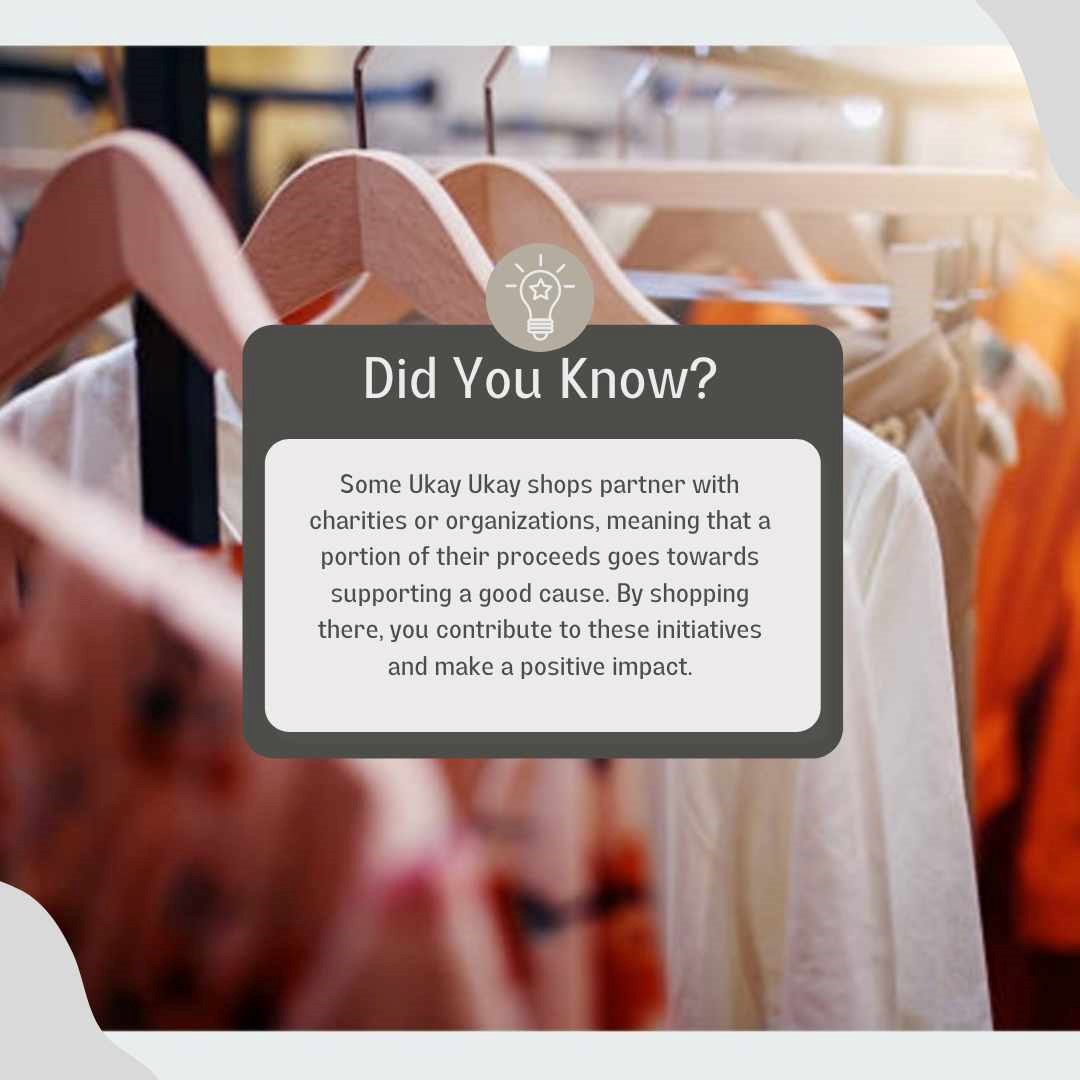 Did You Know?
Some Ukay Ukay shops partner with
charities or organizations, meaning that a
portion of their proceeds goes towards
supporting a good cause. By shopping
there, you contribute to these initiatives
and make a positive impact.